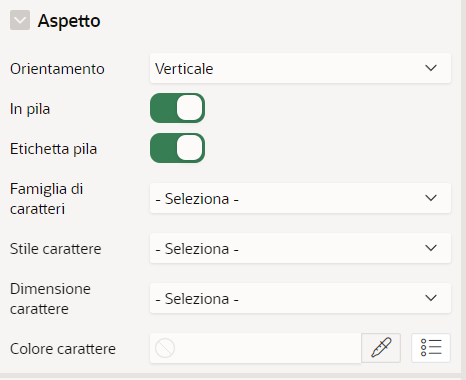 Aspetto
Orientamento Verticale
In pila
Etichetta pila
Famiglia di
caratteri
- Seleziona -
Stile carattere - Seleziona -
Dimensione
carattere
- Seleziona -
Colore carattere